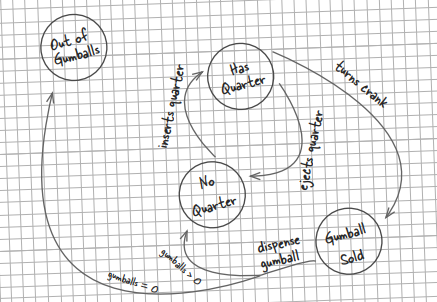 Out of
Gumballs
Has
Quarter
turns crank
inserts quarter
ejects quarter
No
Quarter
Gumball
Sold
dispense
gumball
gumballs > 0
gumballs = 0